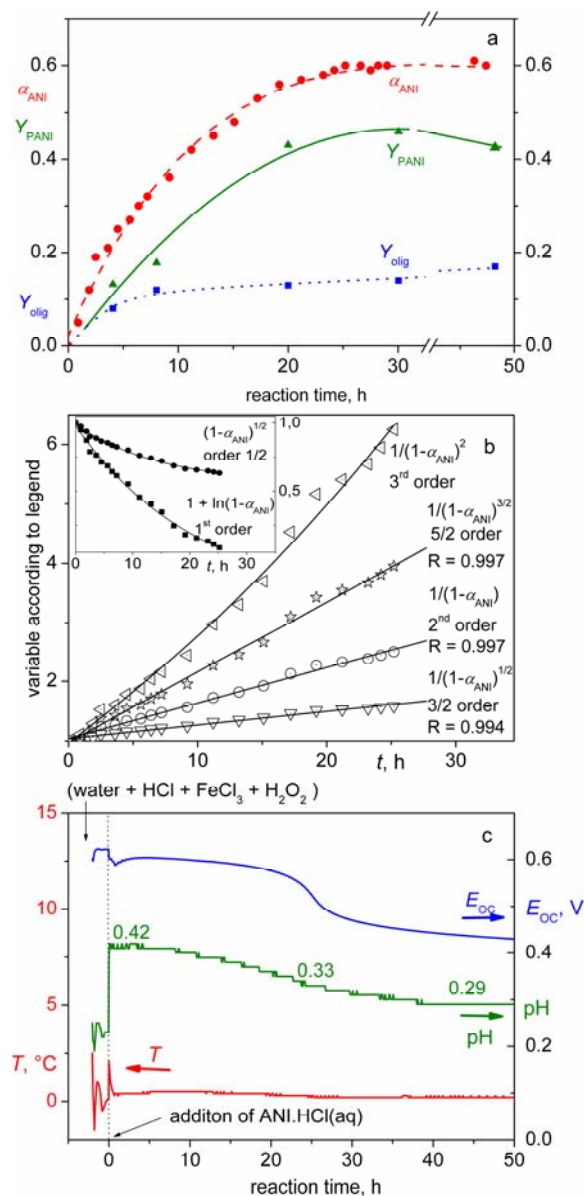 a
0.6
0.6
α_ANI
α_ANI
Y_PANI
0.4
0.4
Y_PANI
0.2
0.2
Y_olig
Y_olig
0.0
0.0
0
10
20
30
50
reaction time, h
b
6
4
2
variable according to legend
(1-α_ANI)^1/2
order 1/2
1 + ln(1-α_ANI)
1st order
1,0
0,5
0
10
20
30
t, h
1/(1-α_ANI)^2
3rd order
1/(1-α_ANI)^3/2
5/2 order
R = 0.997
1/(1-α_ANI)
2nd order
R = 0.997
1/(1-α_ANI)^1/2
3/2 order
R = 0.994
0
10
t, h
30
(water + HCl + FeCl3 + H2O2 )
c
15
10
5
0
T, °C
0.6
0.4
0.2
0.0
E_OC
E_OC, V
0.42
0.33
0.29
pH
pH
T
additon of ANI.HCl(aq)
0
10
20
30
40
50
reaction time, h